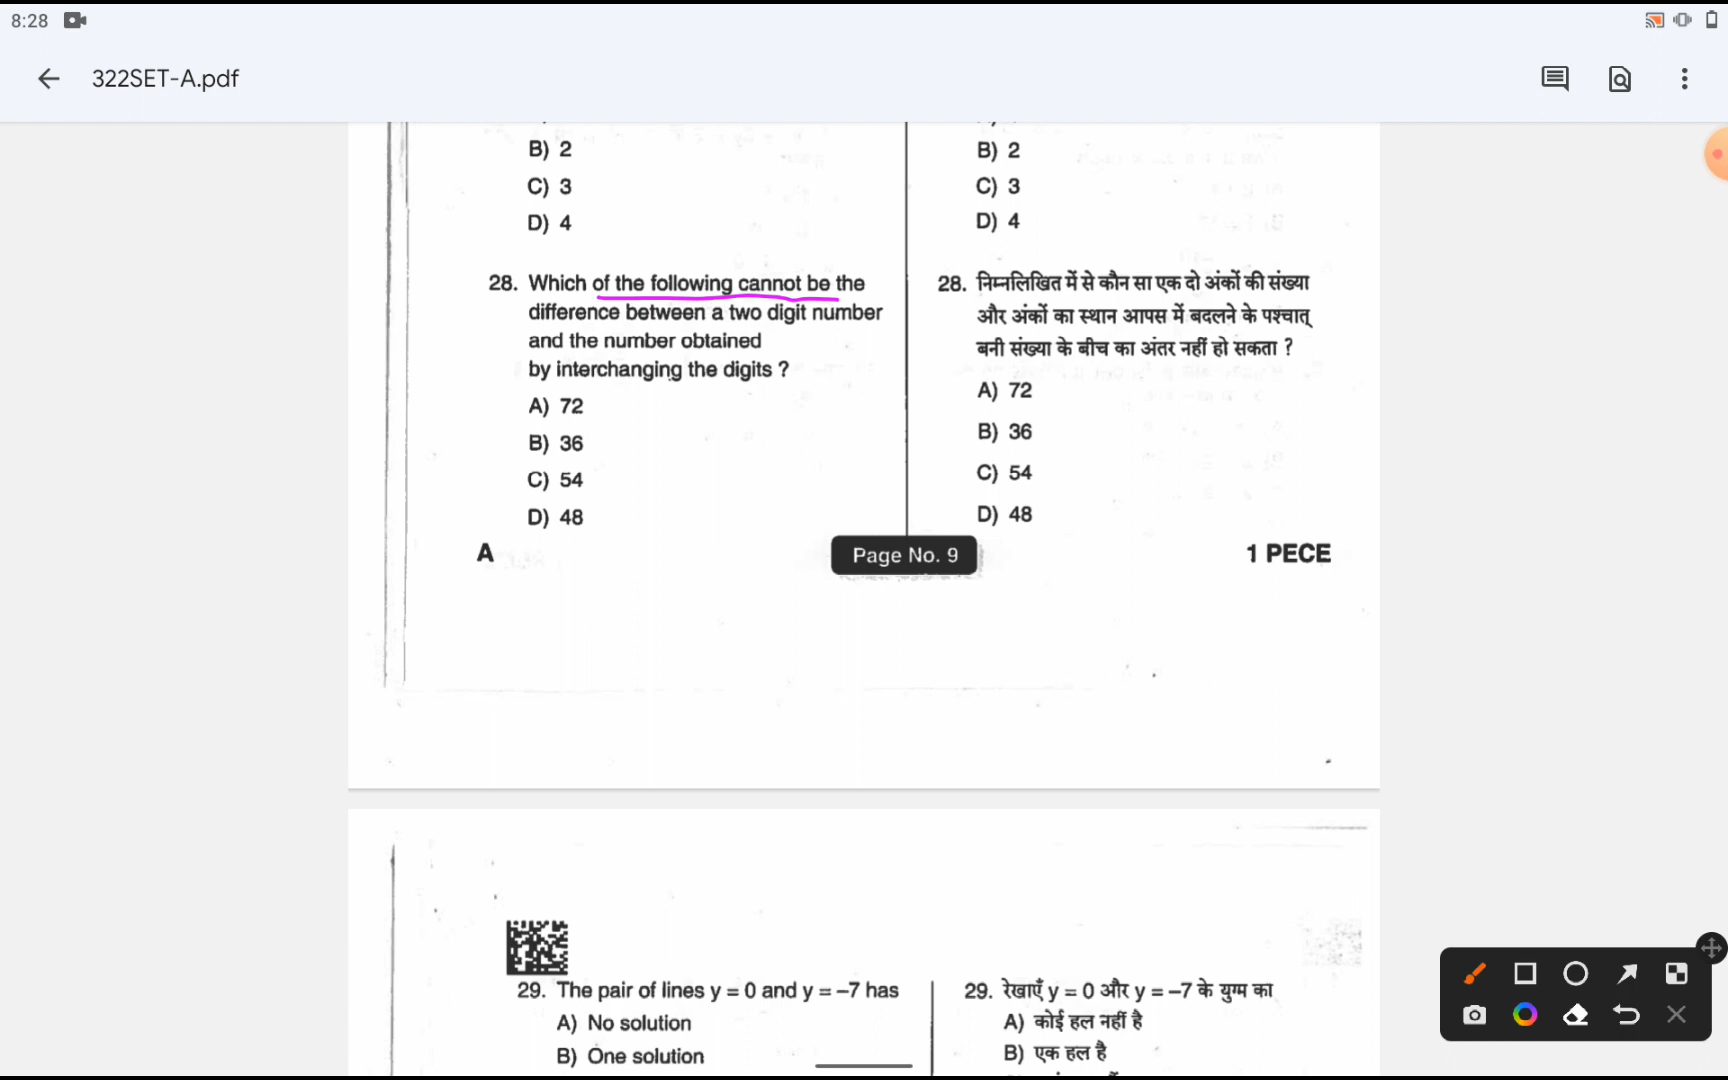 8:28
322SET-A.pdf
B) 2
C) 3
D) 4
28. Which of the following cannot be the
difference between a two digit number
and the number obtained
by interchanging the digits ?
A) 72
B) 36
C) 54
D) 48
A
B) 2
C) 3
D) 4
28. निम्नलिखित में से कौन सा एक दो अंकों की संख्या
और अंकों का स्थान आपस में बदलने के पश्चात्
बनी संख्या के बीच का अंतर नहीं हो सकता ?
A) 72
B) 36
C) 54
D) 48
Page No. 9
1 PECE
29. The pair of lines y = 0 and y = –7 has
A) No solution
B) One solution
29. रेखाएँ y = 0 और y = –7 के युग्म का
A) कोई हल नहीं है
B) एक हल है